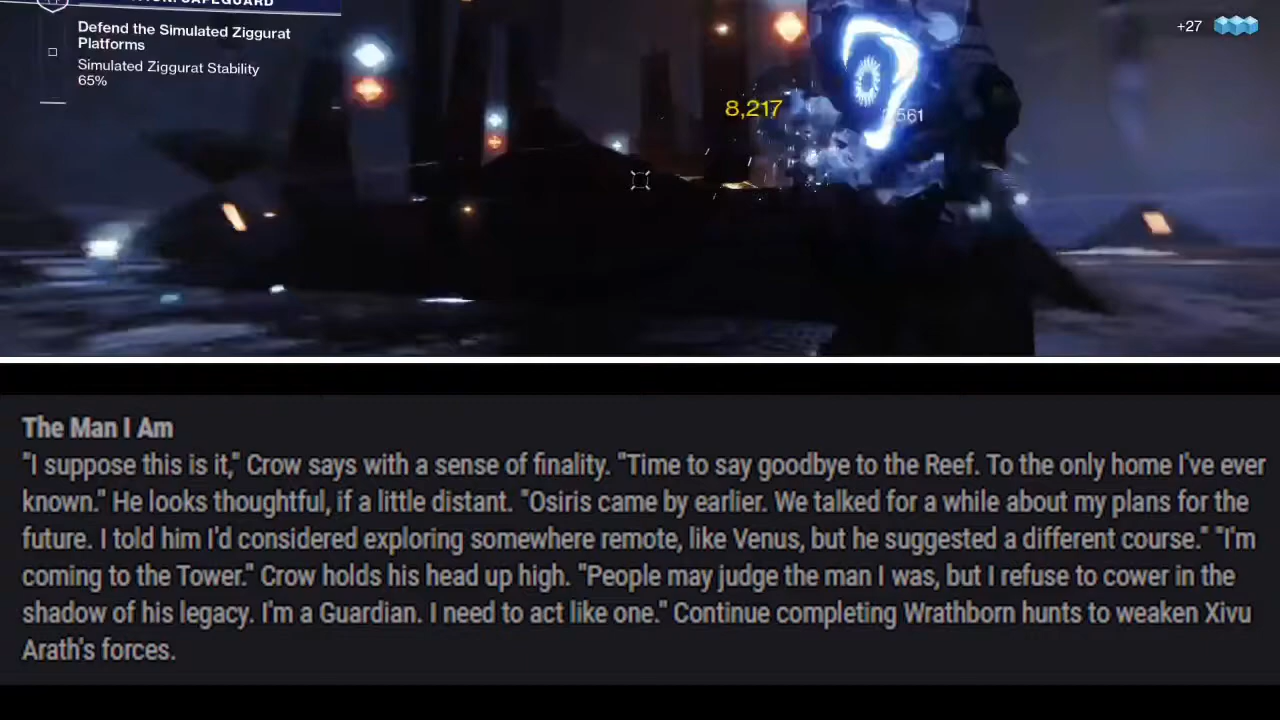 Defend the Simulated Ziggurat
Platforms
Simulated Ziggurat Stability
65%
+27
8,217
561
The Man I Am
"I suppose this is it," Crow says with a sense of finality. "Time to say goodbye to the Reef. To the only home I've ever
known." He looks thoughtful, if a little distant. "Osiris came by earlier. We talked for a while about my plans for the
future. I told him I'd considered exploring somewhere remote, like Venus, but he suggested a different course." "I'm
coming to the Tower." Crow holds his head up high. "People may judge the man I was, but I refuse to cower in the
shadow of his legacy. I'm a Guardian. I need to act like one." Continue completing Wrathborn hunts to weaken Xivu
Arath's forces.